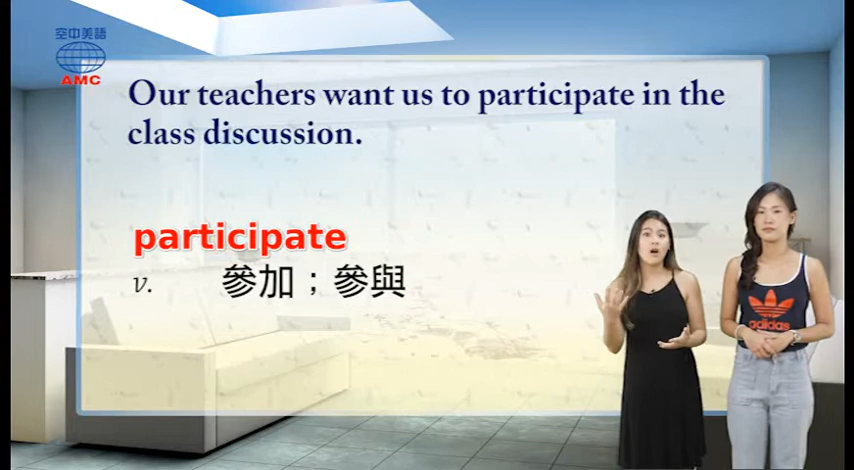 空中美語
AMC
Our teachers want us to participate in the
class discussion.
participate
v. 參加；參與
adidas